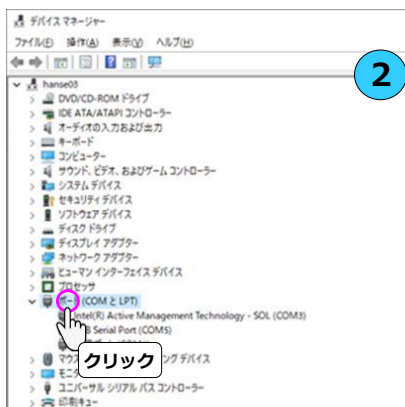 デバイス マネージャー
ファイル(F) 操作(A) 表示(V) ヘルプ(H)
2
hanse03
DVD/CD-ROM ドライブ
IDE ATA/ATAPI コントローラー
オーディオの入力および出力
キーボード
コンピューター
サウンド、ビデオ、およびゲーム コントローラー
システム デバイス
セキュリティ デバイス
ソフトウェア デバイス
ディスク ドライブ
ディスプレイ アダプター
ネットワーク アダプター
ヒューマン インターフェイス デバイス
プロセッサ
ポート (COM と LPT)
Intel(R) Active Management Technology - SOL (COM3)
Serial Port (COM5)
マウス
クリック
デバイス
モニ
ユニバーサル シリアル バス コントローラー
印刷キュー